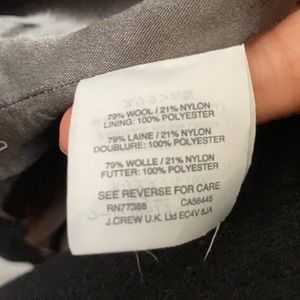 79% WOOL / 21% NYLON
LINING: 100% POLYESTER
79% LAINE / 21% NYLON
DOUBLURE: 100% POLYESTER
79% WOLLE / 21% NYLON
FUTTER: 100% POLYESTER
SEE REVERSE FOR CARE
RN77388 CA56445
J.CREW U.K. Ltd EC4V 6JA